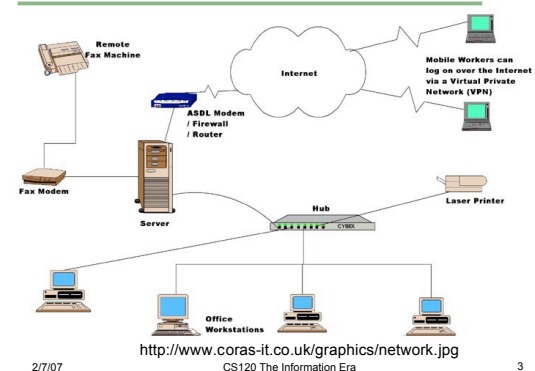 Remote
Fax Machine
Internet
Mobile Workers can
log on over the Internet
via a Virtual Private
Network (VPN)
ASDL Modem
/ Firewall
/ Router
Fax Modem
Server
Hub
CYBEX
Laser Printer
Office
Workstations
http://www.coras-it.co.uk/graphics/network.jpg
2/7/07
CS120 The Information Era
3